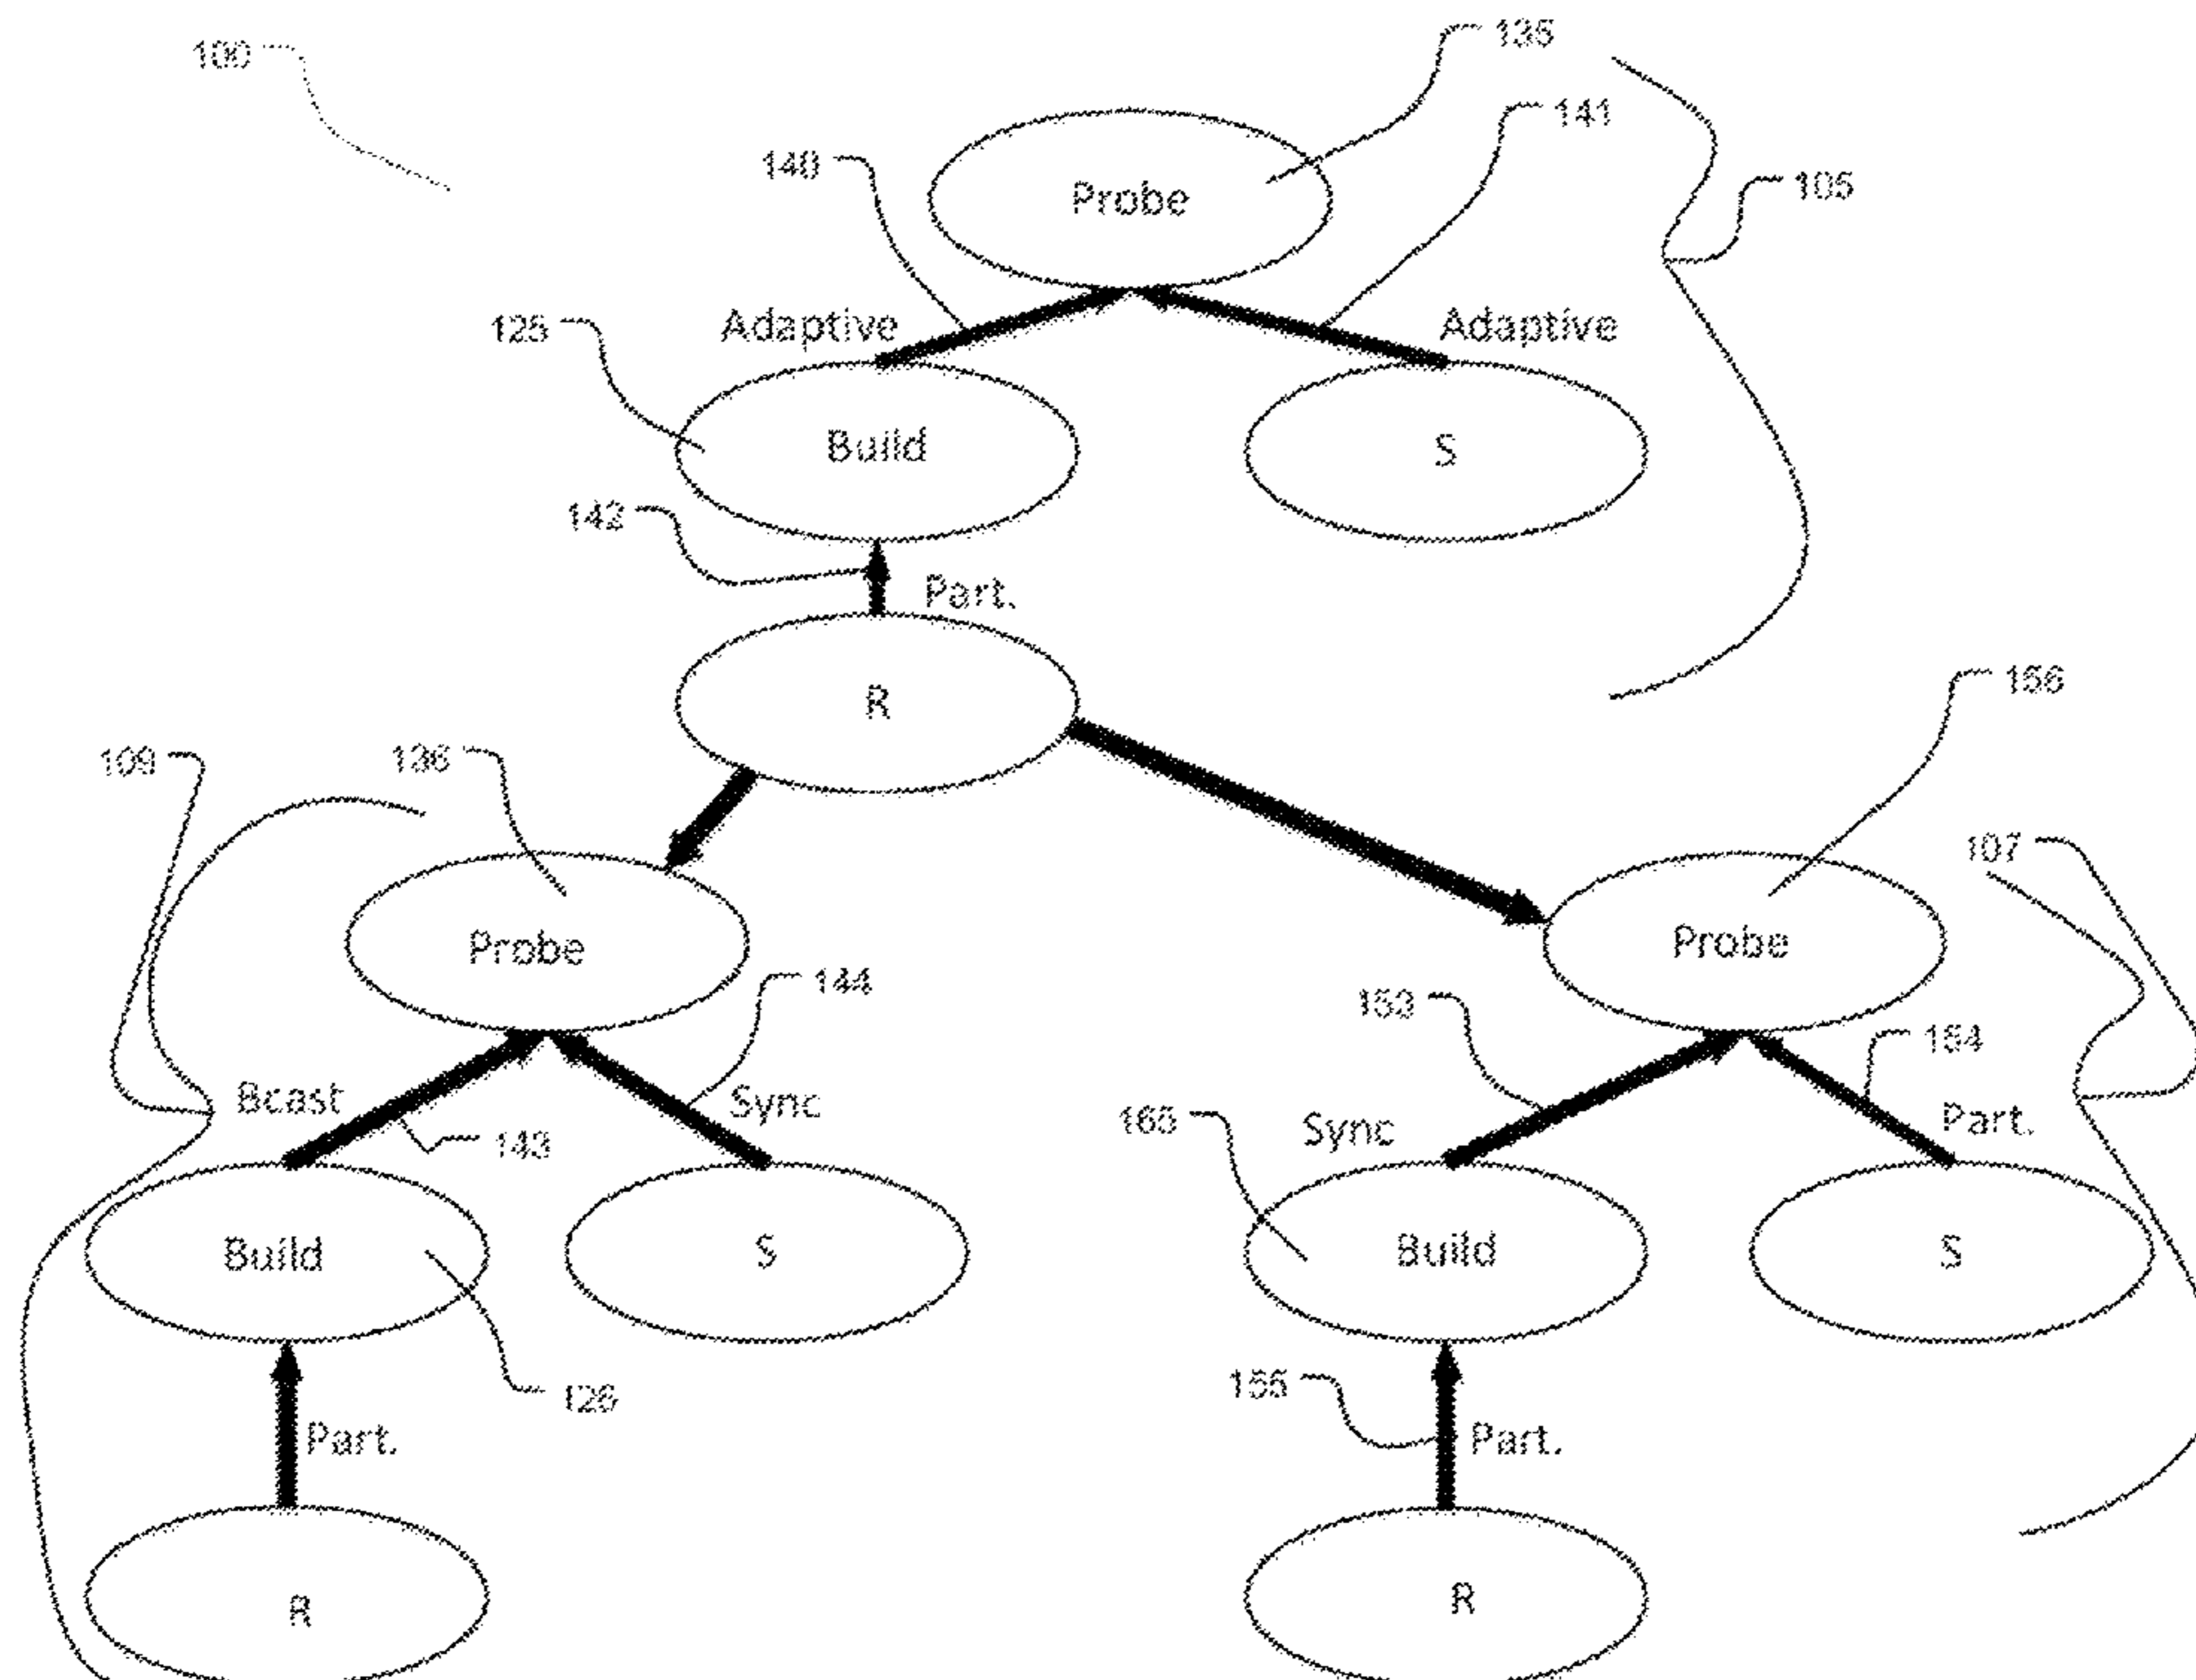 100
135
141
140
Probe
105
Adaptive
Adaptive
125
Build
S
142
Part.
R
156
109
136
107
Probe
Probe
144
153
154
Bcast
Sync
143
165
Sync
Part.
Build
S
Build
S
155
126
Part.
Part.
R
R